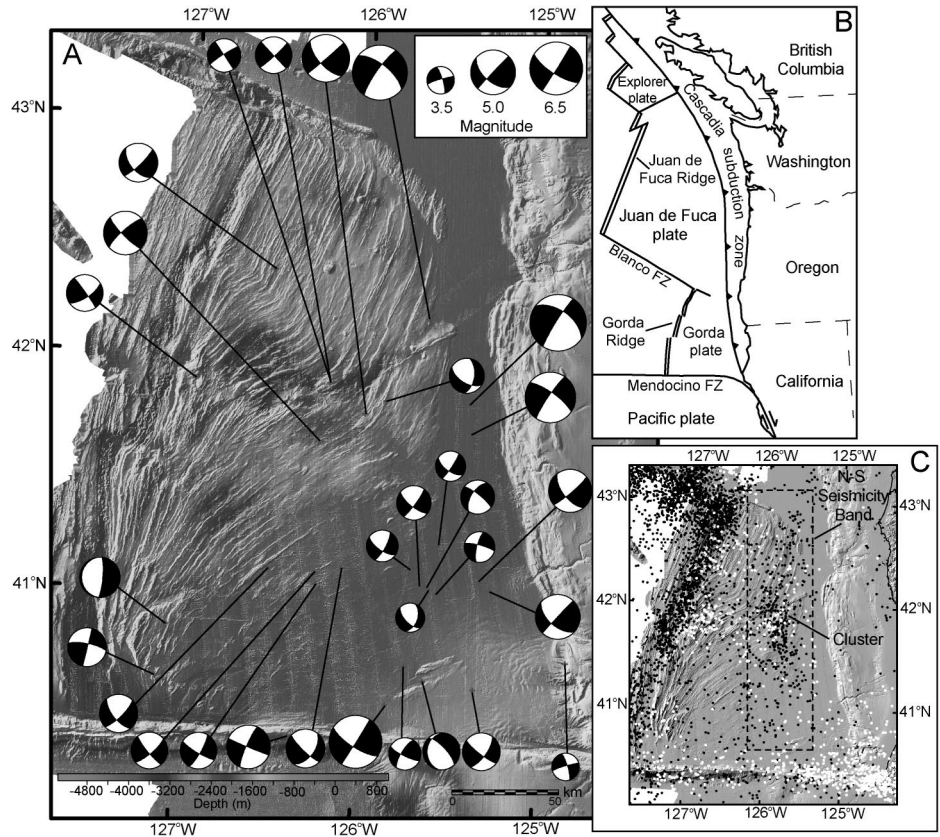 127°W
126°W
125°W
A
3.5
5.0
6.5
Magnitude
43°N
42°N
41°N
-4800 -4000 -3200 -2400 -1600 -800 0 800
Depth (m)
0
50
km
127°W
126°W
125°W
B
British
Columbia
Explorer
plate
Cascadia
subduction
zone
Washington
Juan de
Fuca Ridge
Juan de Fuca
plate
Blanco FZ
Oregon
Gorda
Ridge
Gorda
plate
Mendocino FZ
California
Pacific plate
C
127°W
126°W
125°W
N-S
Seismicity
Band
43°N
43°N
42°N
42°N
Cluster
41°N
41°N
127°W
126°W
125°W